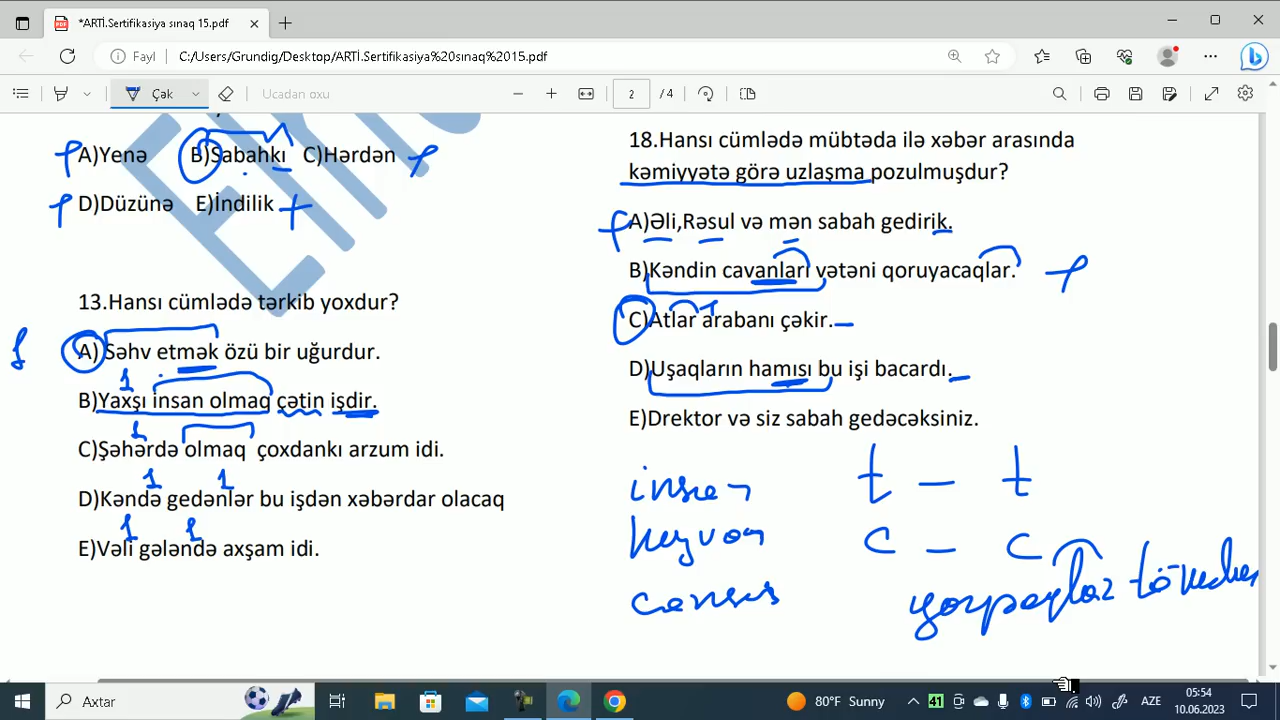 *ARTİ.Sertifikasiya sınaq 15.pdf
Fayl C:/Users/Grundig/Desktop/ARTİ.Sertifikasiya%20sınaq%2015.pdf
Çək Ucadan oxu 2 / 4
A)Yenə B)Sabahkı C)Hərdən
D)Düzünə E)İndilik
13.Hansı cümlədə tərkib yoxdur?
A) Səhv etmək özü bir uğurdur.
B)Yaxşı insan olmaq çətin işdir.
C)Şəhərdə olmaq çoxdankı arzum idi.
D)Kəndə gedənlər bu işdən xəbərdar olacaq
E)Vəli gələndə axşam idi.
18.Hansı cümlədə mübtəda ilə xəbər arasında
kəmiyyətə görə uzlaşma pozulmuşdur?
A)Əli,Rəsul və mən sabah gedirik.
B)Kəndin cavanları vətəni qoruyacaqlar.
C)Atlar arabanı çəkir.
D)Uşaqların hamısı bu işi bacardı.
E)Drektor və siz sabah gedəcəksiniz.
insan t – t
heyvan c – c
cansız yarpaqlar
Axtar
80°F Sunny
41
AZE
05:54
10.06.2023